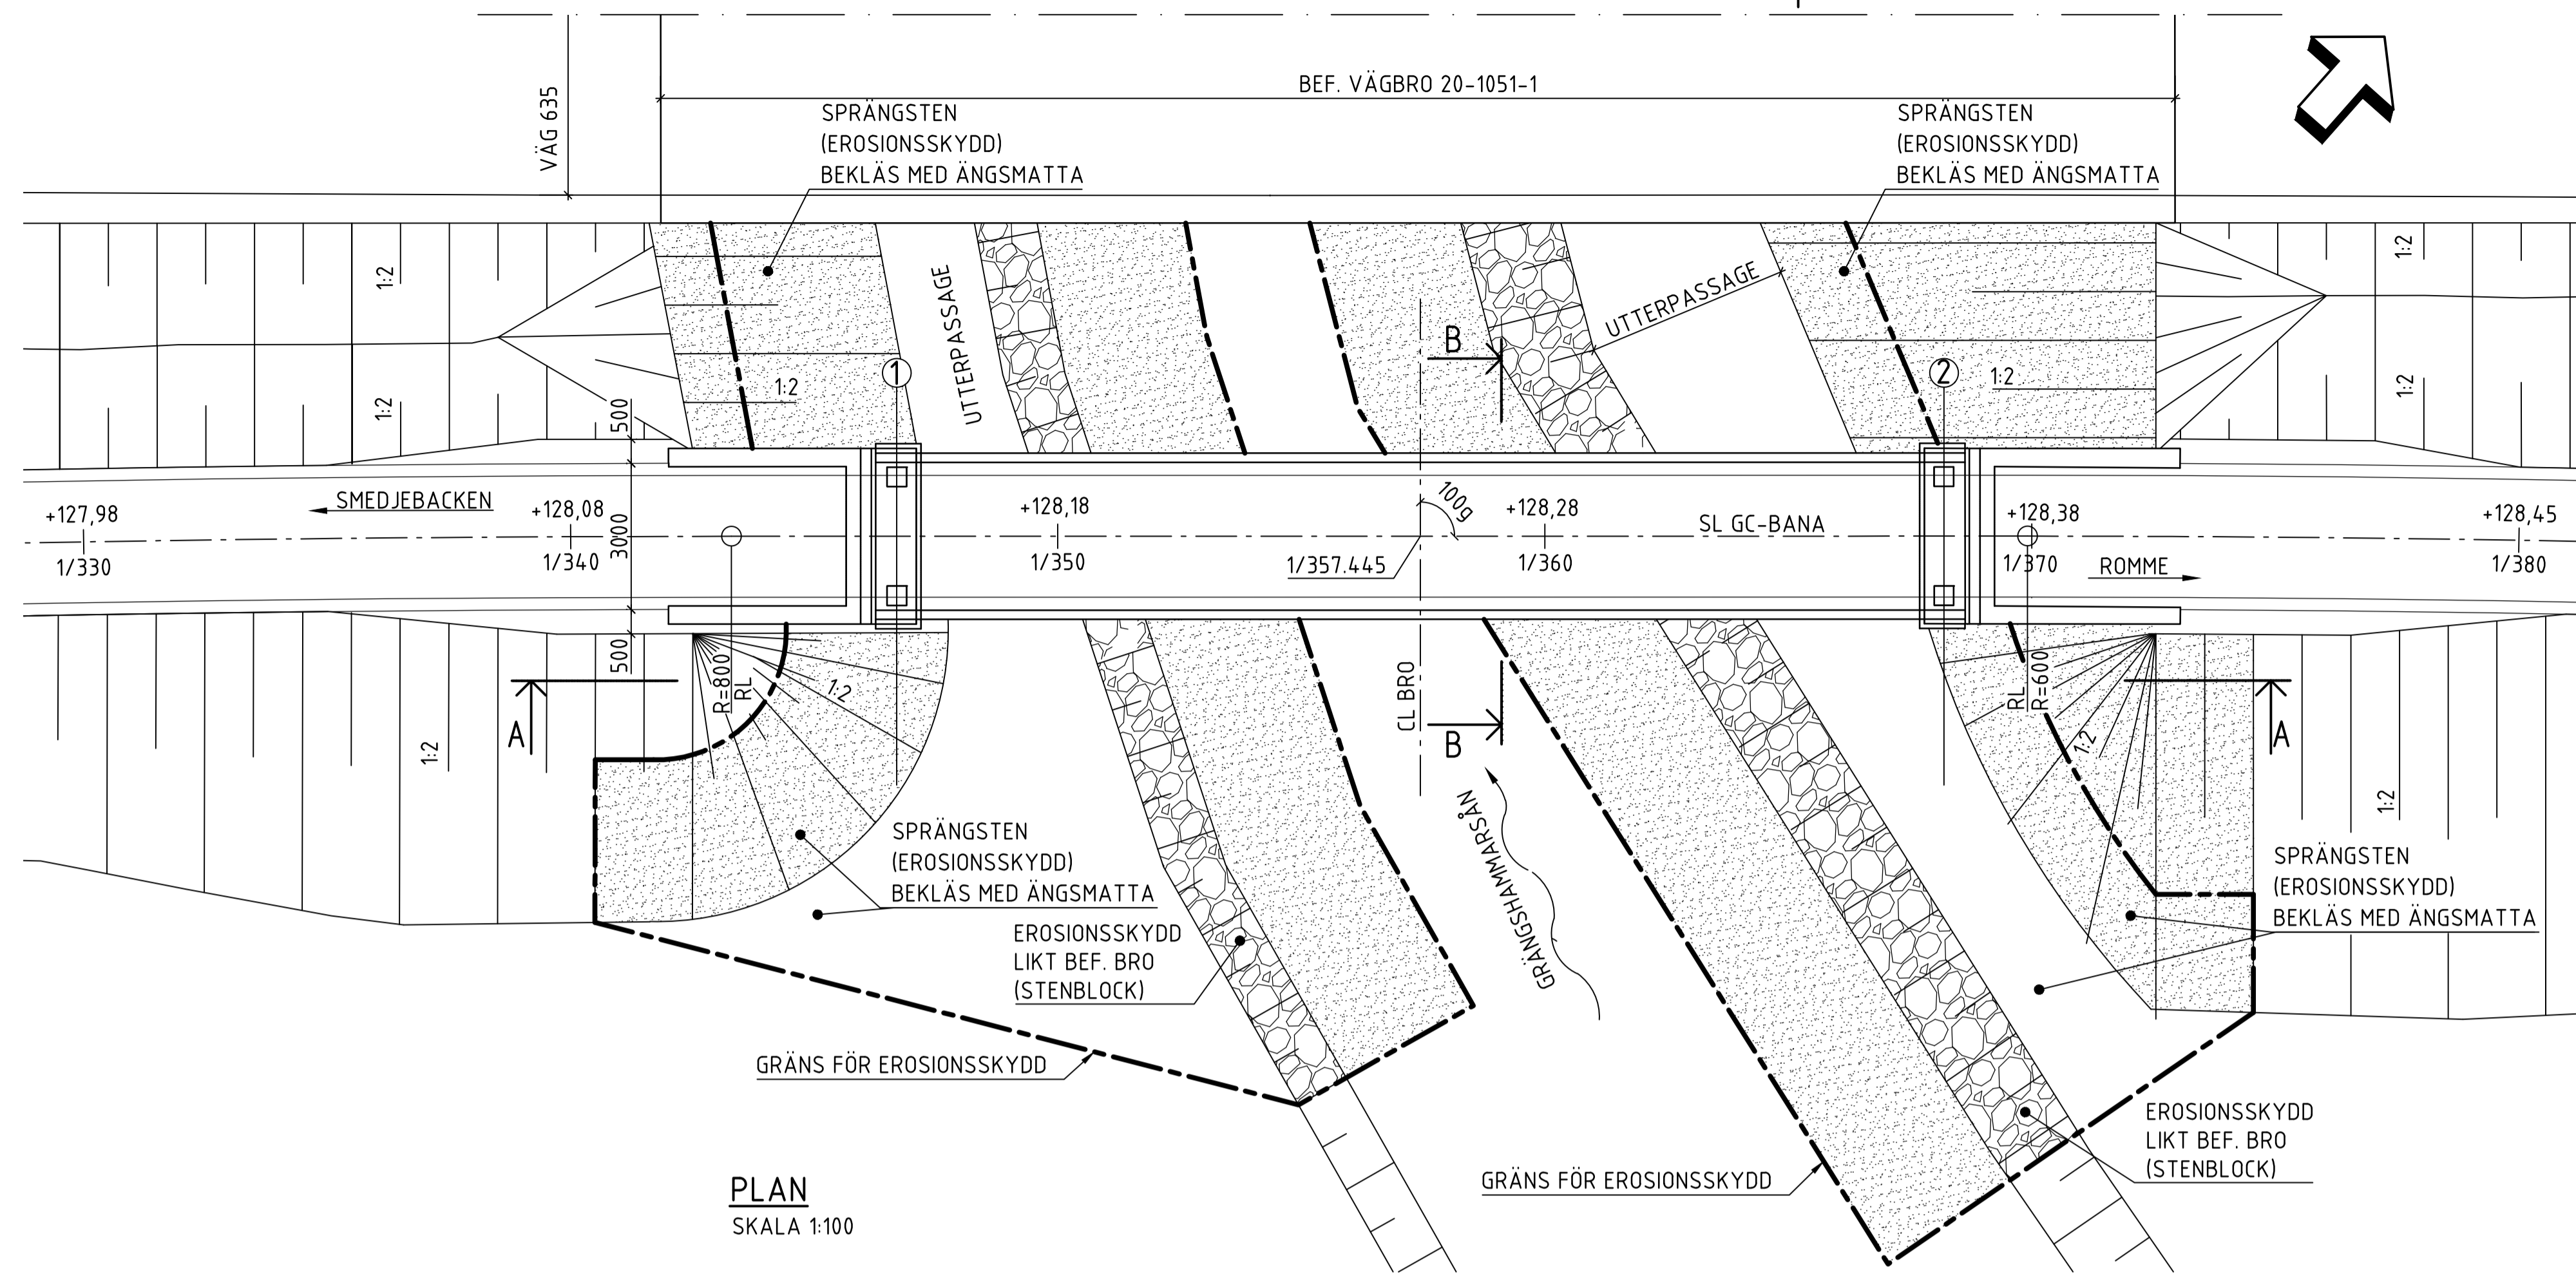 BEF. VÄGBRO 20-1051-1
VÄG 635
SPRÄNGSTEN
(EROSIONSSKYDD)
BEKLÄS MED ÄNGSMATTA
SPRÄNGSTEN
(EROSIONSSKYDD)
BEKLÄS MED ÄNGSMATTA
1:2
1:2
1:2
UTTERPASSAGE
1
B
UTTERPASSAGE
2
1:2
1:2
1:2
500
3000
500
SMEDJEBACKEN
+127,98
1/330
+128,08
1/340
+128,18
1/350
100g
1/357.445
+128,28
1/360
SL GC-BANA
+128,38
1/370
ROMME
+128,45
1/380
A
1:2
R=800
RL
1:2
CL BRO
B
GRÄNGSHAMMARSÅN
RL
R=600
1:2
A
1:2
SPRÄNGSTEN
(EROSIONSSKYDD)
BEKLÄS MED ÄNGSMATTA
EROSIONSSKYDD
LIKT BEF. BRO
(STENBLOCK)
SPRÄNGSTEN
(EROSIONSSKYDD)
BEKLÄS MED ÄNGSMATTA
GRÄNS FÖR EROSIONSSKYDD
GRÄNS FÖR EROSIONSSKYDD
EROSIONSSKYDD
LIKT BEF. BRO
(STENBLOCK)
PLAN
SKALA 1:100